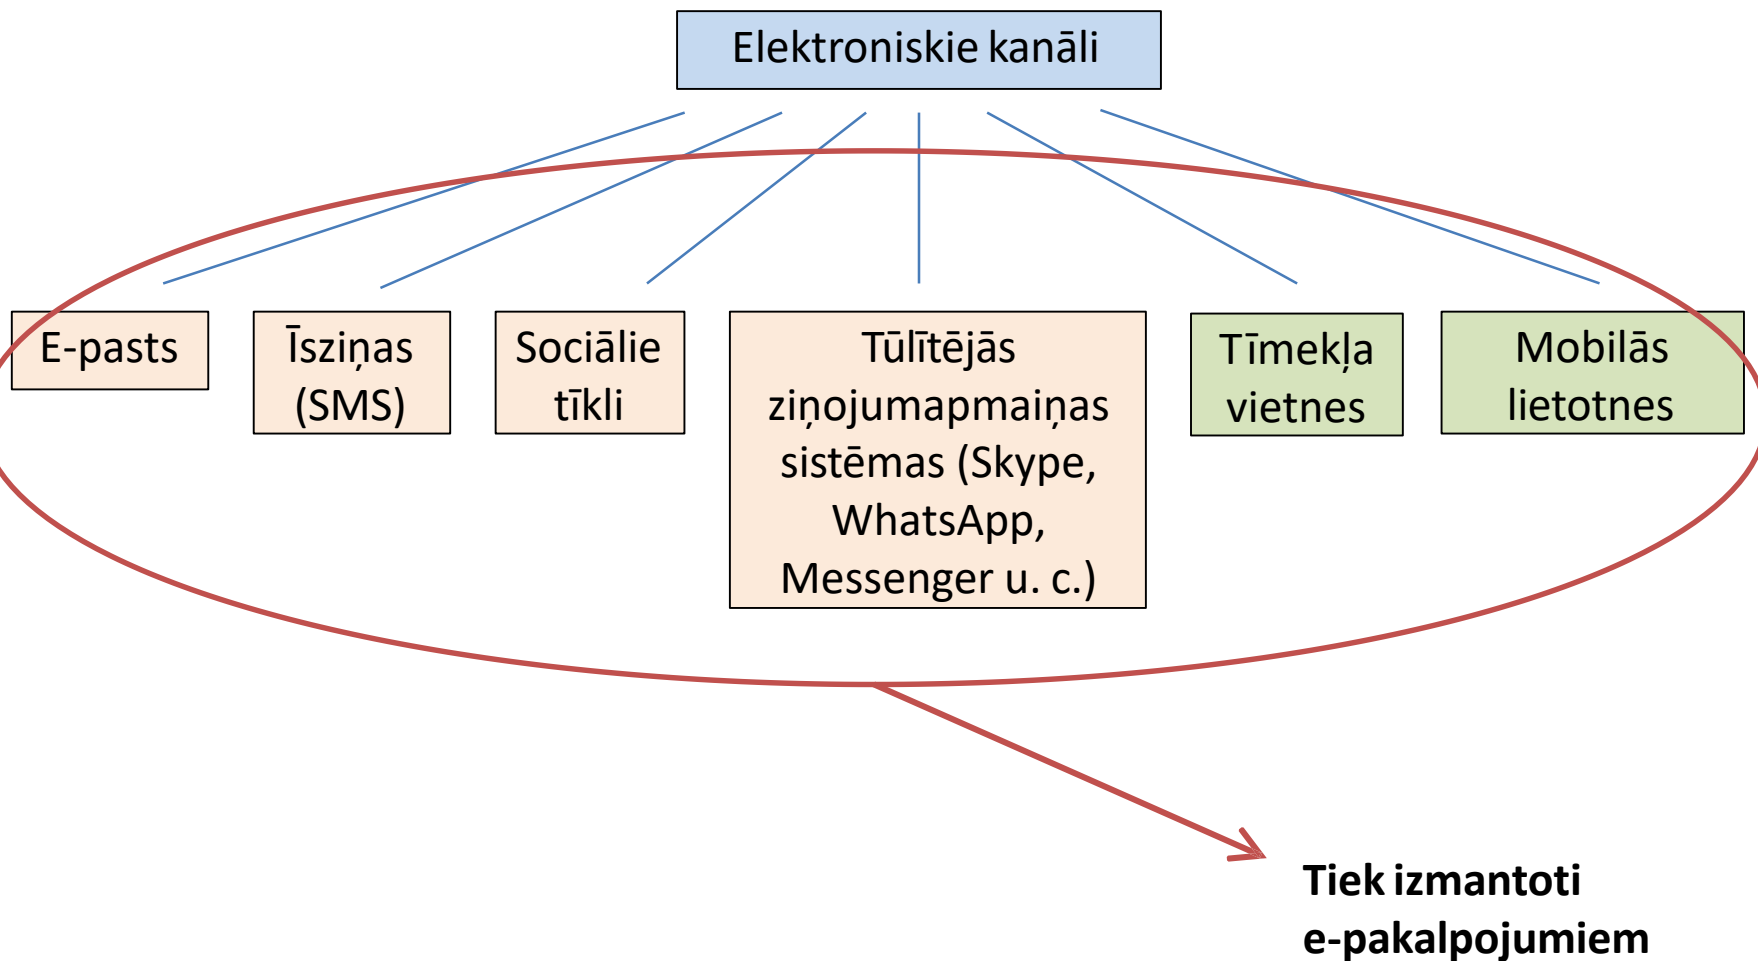 Elektroniskie kanāli
E-pasts
Īsziņas
(SMS)
Sociālie
tīkli
Tūlītējās
ziņojumapmaiņas
sistēmas (Skype,
WhatsApp,
Messenger u. c.)
Tīmekļa
vietnes
Mobilās
lietotnes
Tiek izmantoti
e-pakalpojumiem